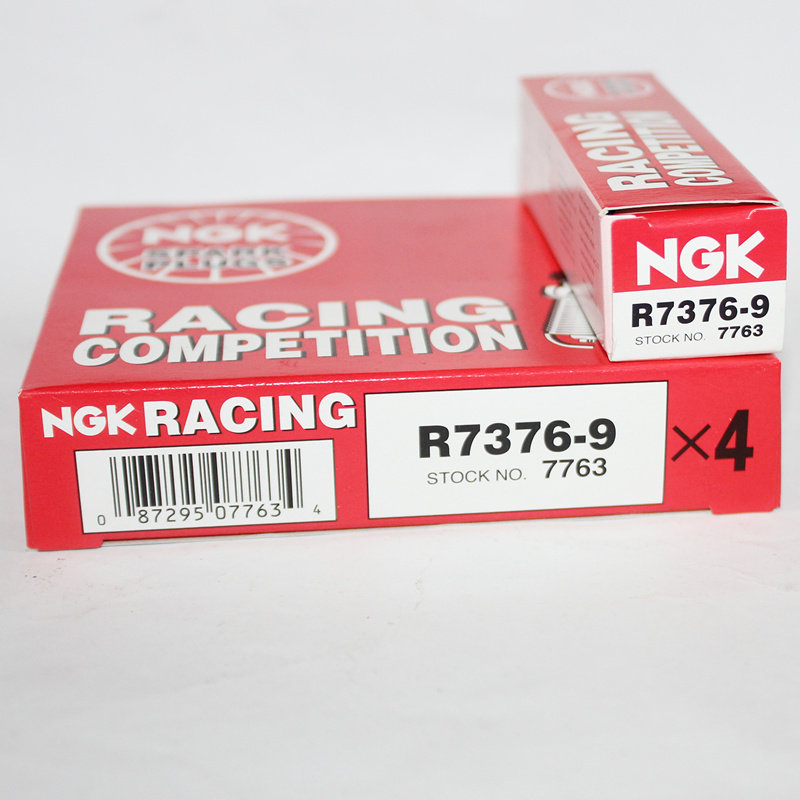 RACING
COMPETITION
NGK
R7376-9
STOCK NO. 7763
NGK
SPARK
PLUGS
RACING
COMPETITION
NGK RACING
R7376-9
STOCK NO. 7763
×4
0 87295 07763 4